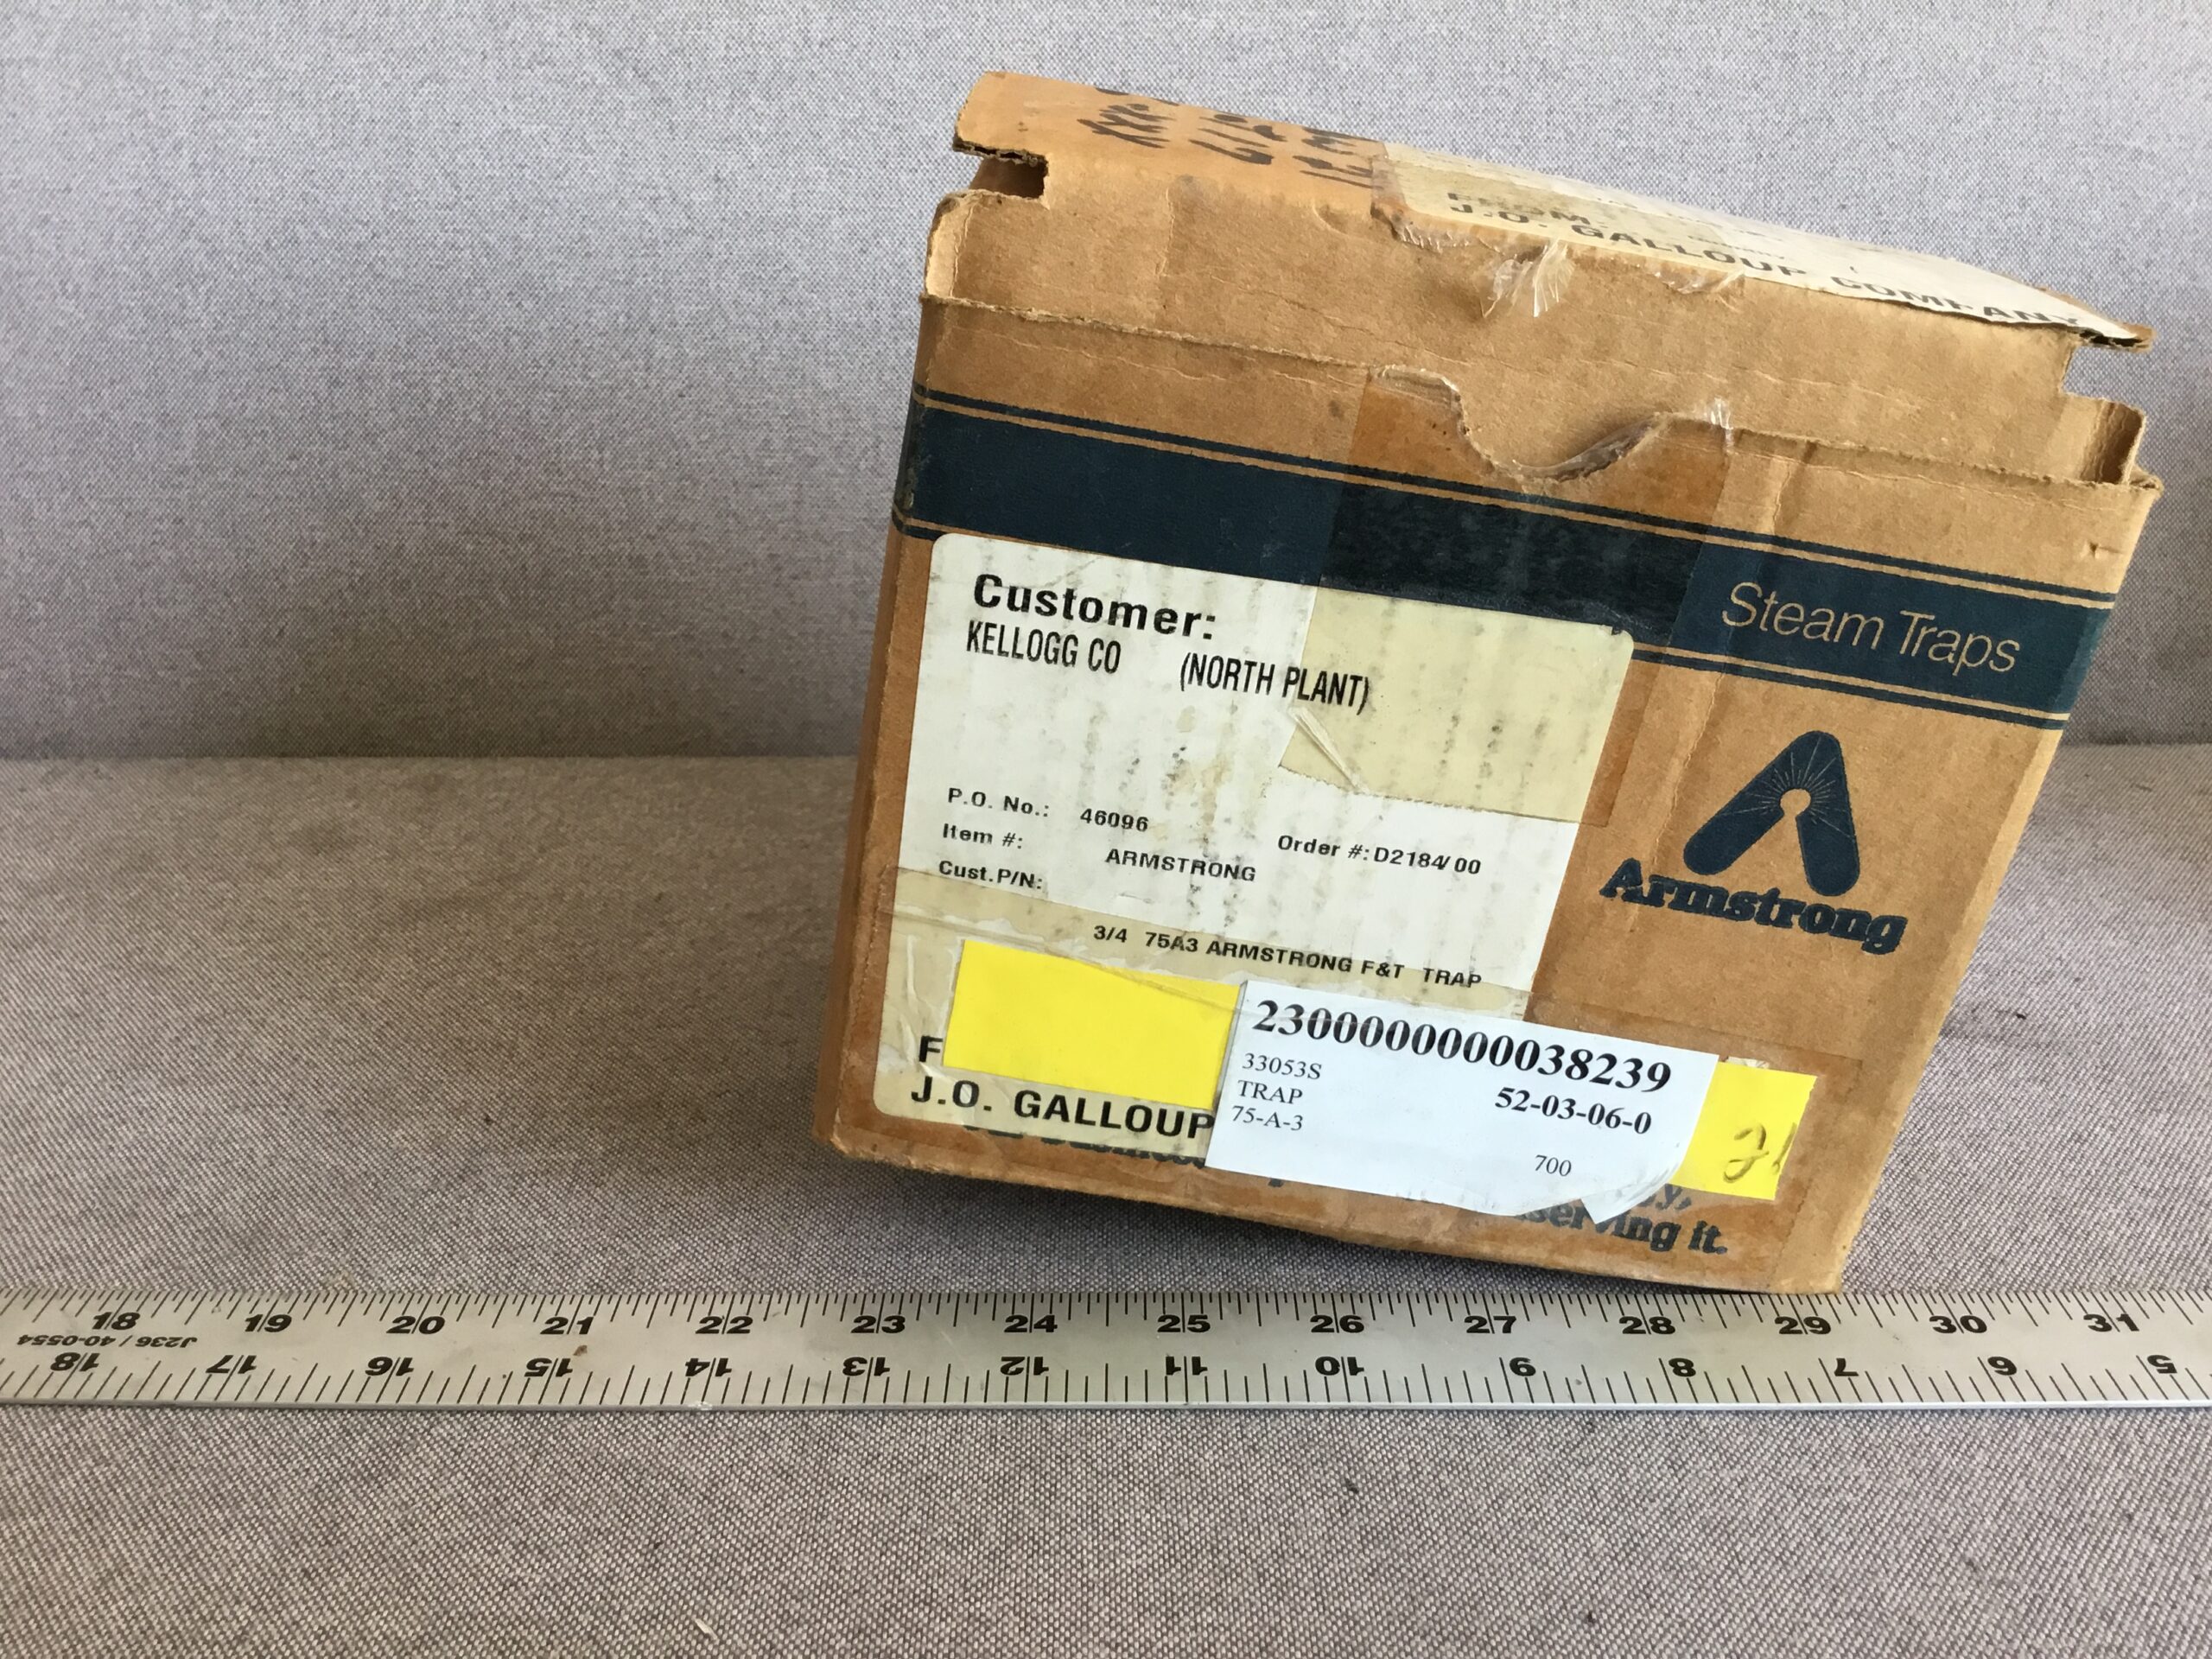 FROM:
J.O. GALLOUP COMPANY
Steam Traps
Customer:
KELLOGG CO (NORTH PLANT)
P.O. No.: 46096 Order #: D2184/00
Item #: ARMSTRONG
Cust.P/N:
3/4 75A3 ARMSTRONG F&T TRAP
Armstrong
2300000000038239
33053S
TRAP 52-03-06-0
75-A-3
700
F
J.O. GALLOUP
serving it.
18 19 20 21 22 23 24 25 26 27 28 29 30 31
J236 / 40-0554
18 17 16 15 14 13 12 11 10 9 8 7 6 5